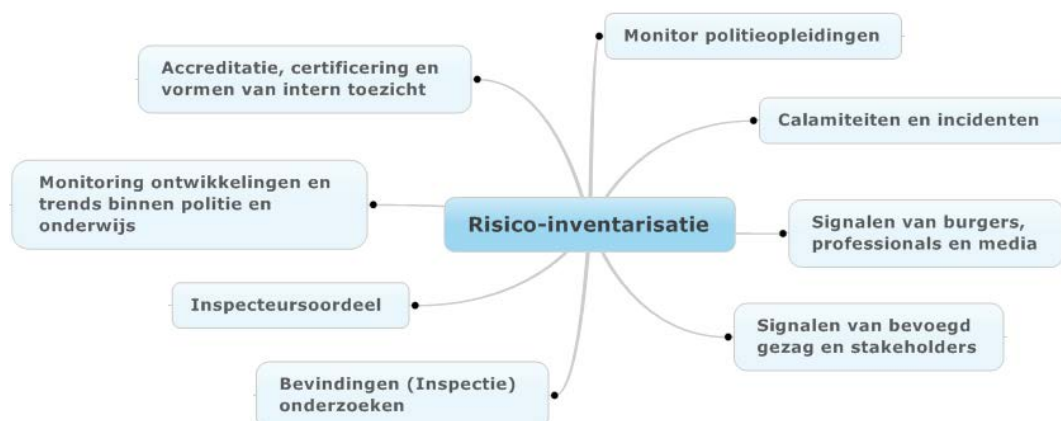 Monitor politieopleidingen
Accreditatie, certificering en
vormen van intern toezicht
Calamiteiten en incidenten
Monitoring ontwikkelingen en
trends binnen politie en
onderwijs
Risico-inventarisatie
Signalen van burgers,
professionals en media
Inspecteursoordeel
Signalen van bevoegd
gezag en stakeholders
Bevindingen (Inspectie)
onderzoeken